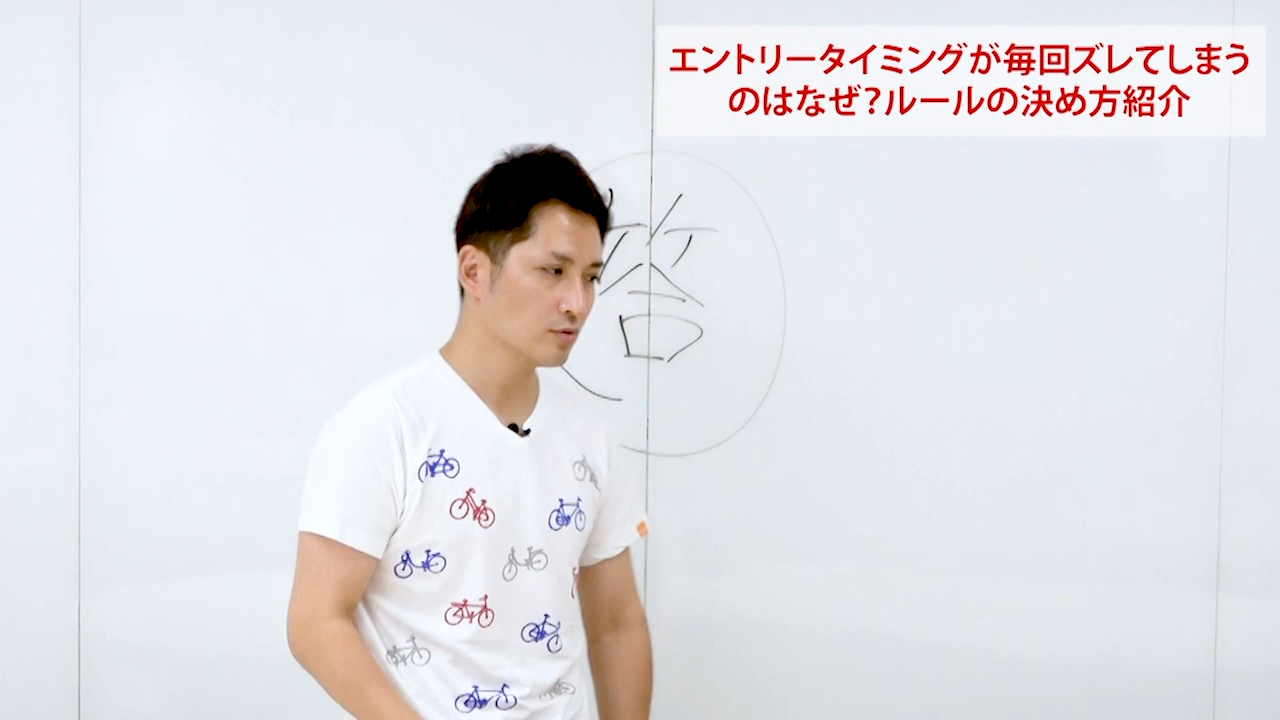 エントリータイミングが毎回ズレてしまう
のはなぜ?ルールの決め方紹介
答